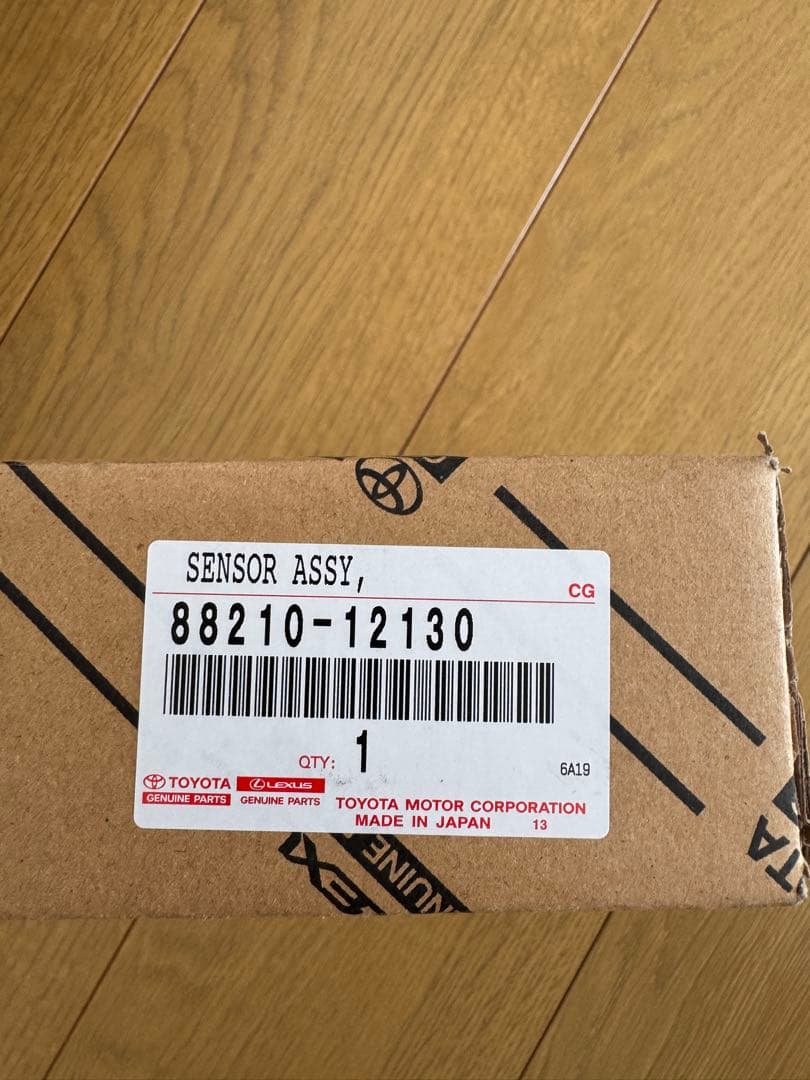 SENSOR ASSY,
CG
88210-12130
QTY: 1
6A19
TOYOTA
GENUINE PARTS
LEXUS
GENUINE PARTS
TOYOTA MOTOR CORPORATION
MADE IN JAPAN 13